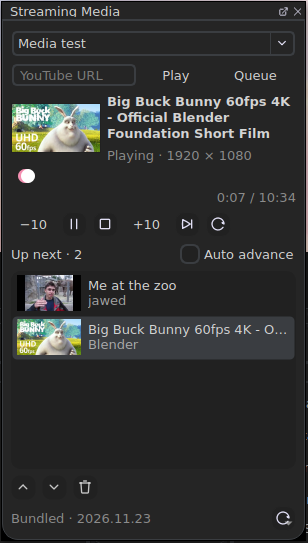 Streaming Media
Media test
YouTube URL
Play
Queue
Big Buck BUNNY
UHD
60fps
Big Buck Bunny 60fps 4K
- Official Blender
Foundation Short Film
Playing · 1920 × 1080
0:07 / 10:34
−10
+10
Up next · 2
Auto advance
Me at the zoo
jawed
UHD
60fps
Big Buck Bunny 60fps 4K - O...
Blender
Bundled · 2026.11.23